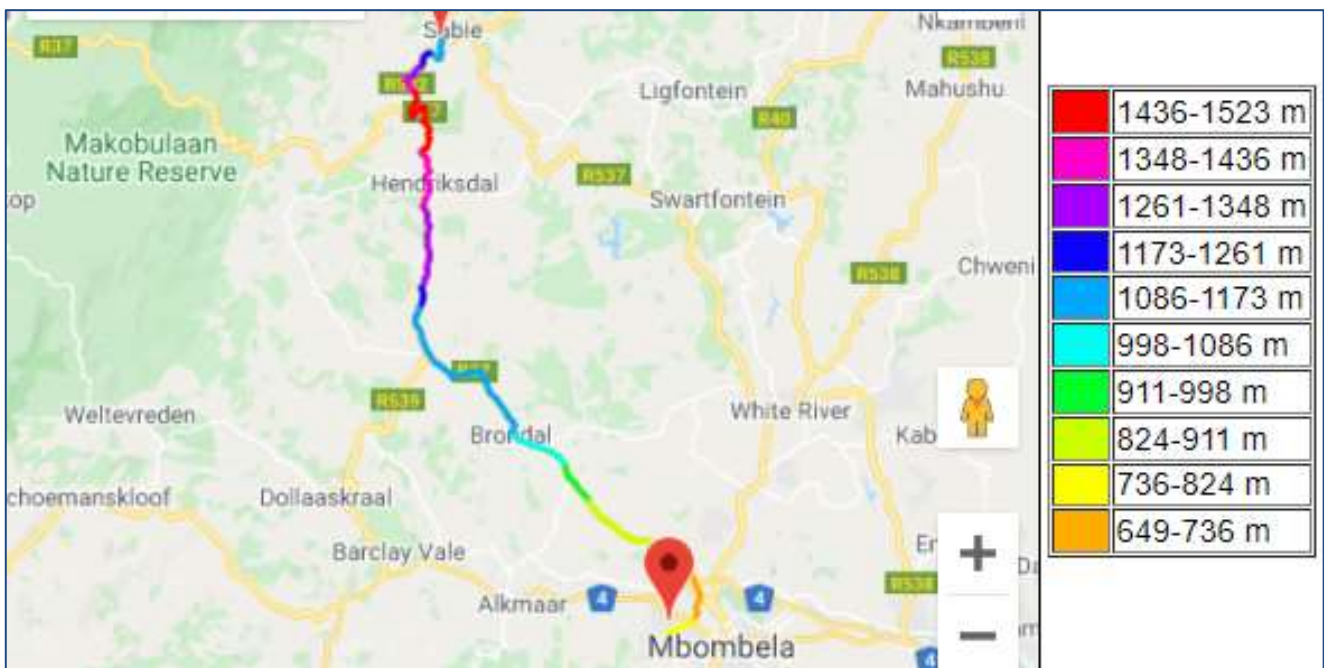 Sabie
Nkambeni
R37
R538
Mahushu
Ligfontein
R40
Makobulaan
Nature Reserve
Hendriksdal
R537
Swartfontein
op
R538
Chweni
R539
Weltevreden
White River
Brondal
Kab
choemanskloof
Dollaaskraal
Barclay Vale
+
Alkmaar
4
4
R538
Mbombela
−
4
1436-1523 m
1348-1436 m
1261-1348 m
1173-1261 m
1086-1173 m
998-1086 m
911-998 m
824-911 m
736-824 m
649-736 m